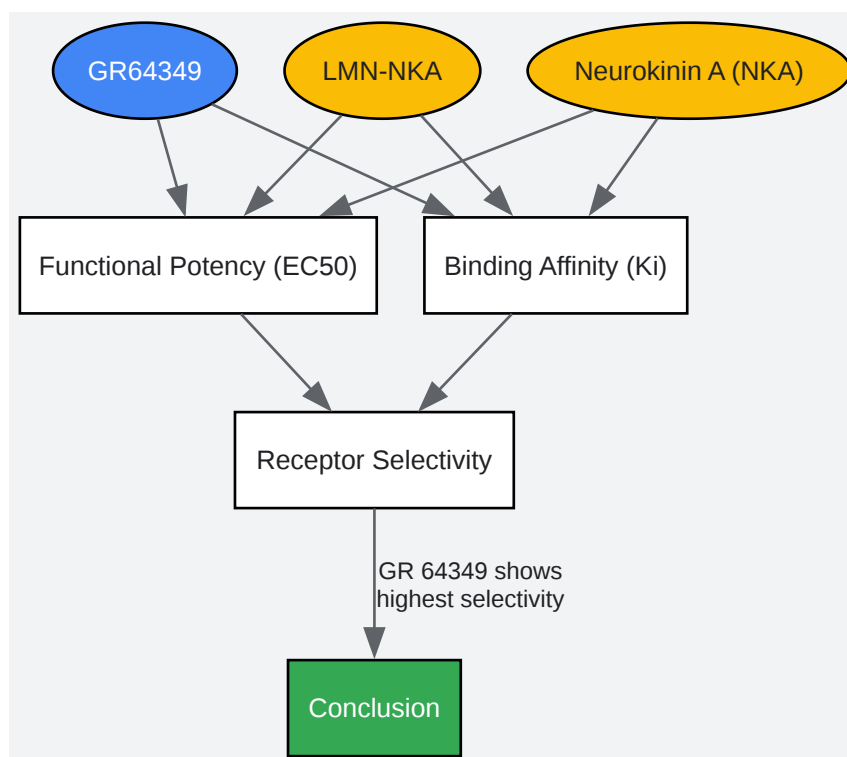 GR64349
LMN-NKA
Neurokinin A (NKA)
Functional Potency (EC50)
Binding Affinity (Ki)
Receptor Selectivity
GR 64349 shows
highest selectivity
Conclusion